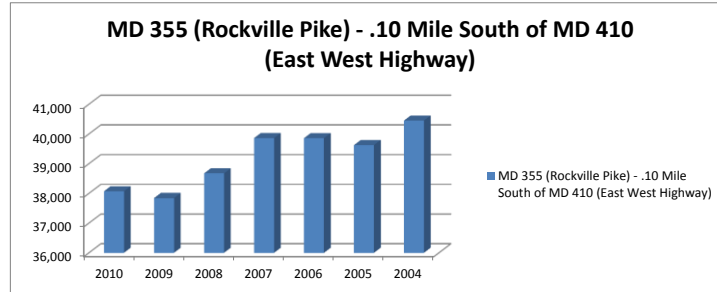 MD 355 (Rockville Pike) - .10 Mile South of MD 410
(East West Highway)
41,000
40,000
39,000
38,000
37,000
36,000
2010 2009 2008 2007 2006 2005 2004
MD 355 (Rockville Pike) - .10 Mile
South of MD 410 (East West Highway)